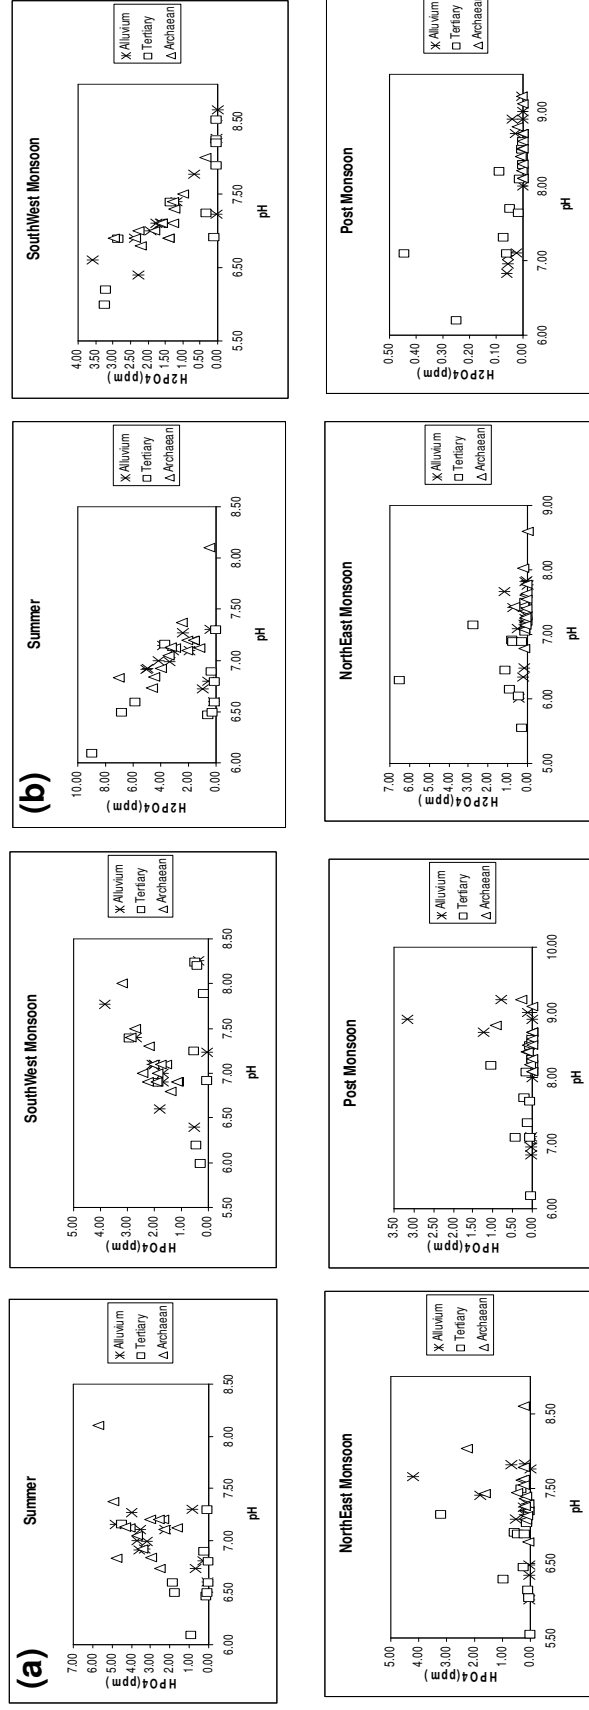 (a)
Summer
HPO4(ppm)
7.00
6.00
5.00
4.00
3.00
2.00
1.00
0.00
6.00 6.50 7.00 7.50 8.00 8.50
pH
Alluvium
Tertiary
Archaean
SouthWest Monsoon
HPO4(ppm)
5.00
4.00
3.00
2.00
1.00
0.00
5.50 6.00 6.50 7.00 7.50 8.00 8.50
pH
Alluvium
Tertiary
Archaean
(b)
Summer
H2PO4(ppm)
10.00
8.00
6.00
4.00
2.00
0.00
6.00 6.50 7.00 7.50 8.00 8.50
pH
Alluvium
Tertiary
Archaean
SouthWest Monsoon
H2PO4(ppm)
4.00
3.50
3.00
2.50
2.00
1.50
1.00
0.50
0.00
5.50 6.50 7.50 8.50
pH
Alluvium
Tertiary
Archaean
NorthEast Monsoon
HPO4(ppm)
5.00
4.00
3.00
2.00
1.00
0.00
5.50 6.50 7.50 8.50
pH
Alluvium
Tertiary
Archaean
Post Monsoon
HPO4(ppm)
3.50
3.00
2.50
2.00
1.50
1.00
0.50
0.00
6.00 7.00 8.00 9.00 10.00
pH
Alluvium
Tertiary
Archaean
NorthEast Monsoon
H2PO4(ppm)
7.00
6.00
5.00
4.00
3.00
2.00
1.00
0.00
5.00 6.00 7.00 8.00 9.00
pH
Alluvium
Tertiary
Archaean
Post Monsoon
H2PO4(ppm)
0.50
0.40
0.30
0.20
0.10
0.00
6.00 7.00 8.00 9.00
pH
Alluvium
Tertiary
Archaean